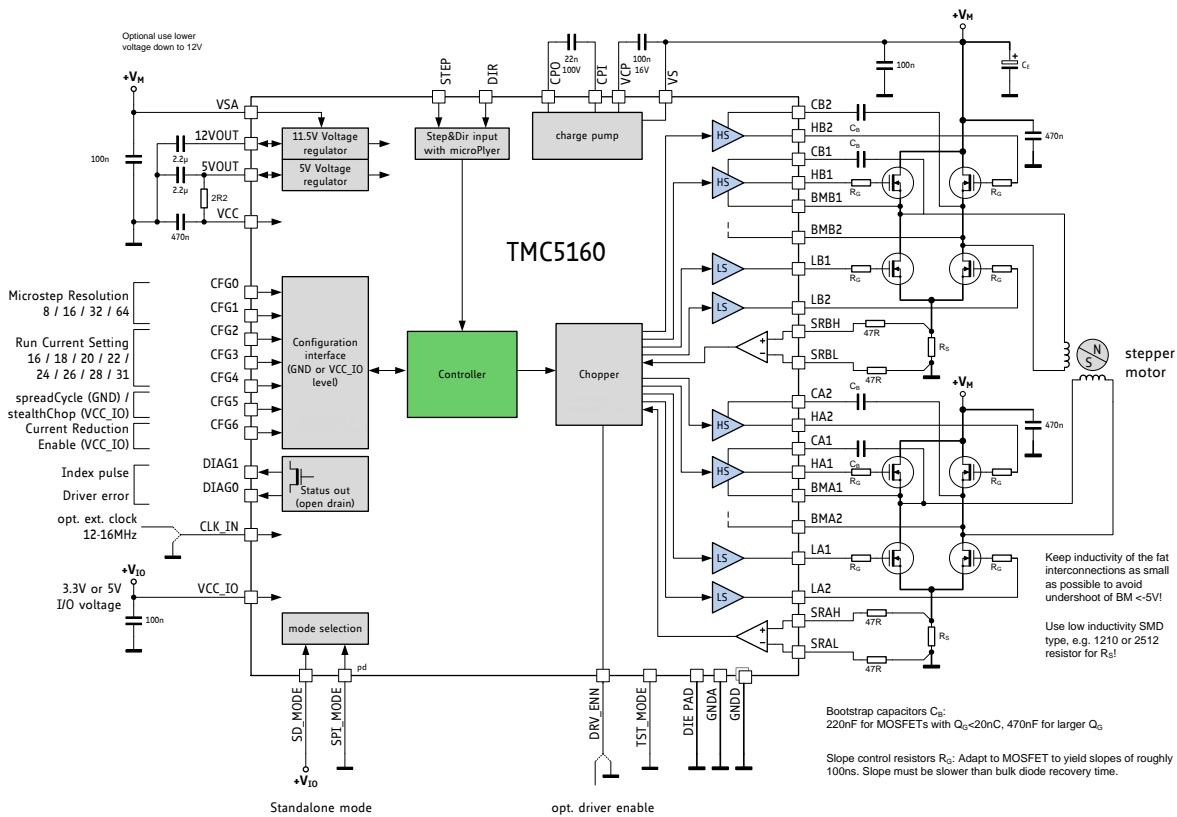 Optional use lower
voltage down to 12V
+VM
100n
VSA
12VOUT
2.2µ
5VOUT
2.2µ
2R2
VCC
470n
11.5V Voltage
regulator
5V Voltage
regulator
STEP
DIR
Step&Dir input
with microPlyer
CPO
22n
100V
CPI
VCP
100n
16V
VS
charge pump
+VM
100n
CE
+
470n
TMC5160
CB2
CB
HB2
CB1
CB
HB1
RG
RG
BMB1
BMB2
LB1
RG
RG
LB2
SRBH
47R
RS
SRBL
47R
HS
HS
LS
LS
+
−
N
S
stepper
motor
Microstep Resolution
8 / 16 / 32 / 64
Run Current Setting
16 / 18 / 20 / 22 /
24 / 26 / 28 / 31
spreadCycle (GND) /
stealthChop (VCC_IO)
Current Reduction
Enable (VCC_IO)
CFG0
CFG1
CFG2
CFG3
CFG4
CFG5
CFG6
Configuration
interface
(GND or VCC_IO
level)
Controller
Chopper
Index pulse
Driver error
DIAG1
DIAG0
Status out
(open drain)
opt. ext. clock
12-16MHz
CLK_IN
+VIO
3.3V or 5V
I/O voltage
VCC_IO
100n
mode selection
pd
SD_MODE
SPI_MODE
+VIO
Standalone mode
DRV_ENN
opt. driver enable
TST_MODE
DIE PAD
GNDA
GNDD
+VM
470n
CA2
CB
HA2
CA1
CB
HA1
RG
RG
BMA1
BMA2
LA1
RG
RG
LA2
SRAH
47R
RS
SRAL
47R
HS
HS
LS
LS
+
−
Keep inductivity of the fat
interconnections as small
as possible to avoid
undershoot of BM <-5V!
Use low inductivity SMD
type, e.g. 1210 or 2512
resistor for RS!
Bootstrap capacitors CB:
220nF for MOSFETs with QG<20nC, 470nF for larger QG
Slope control resistors RG: Adapt to MOSFET to yield slopes of roughly
100ns. Slope must be slower than bulk diode recovery time.